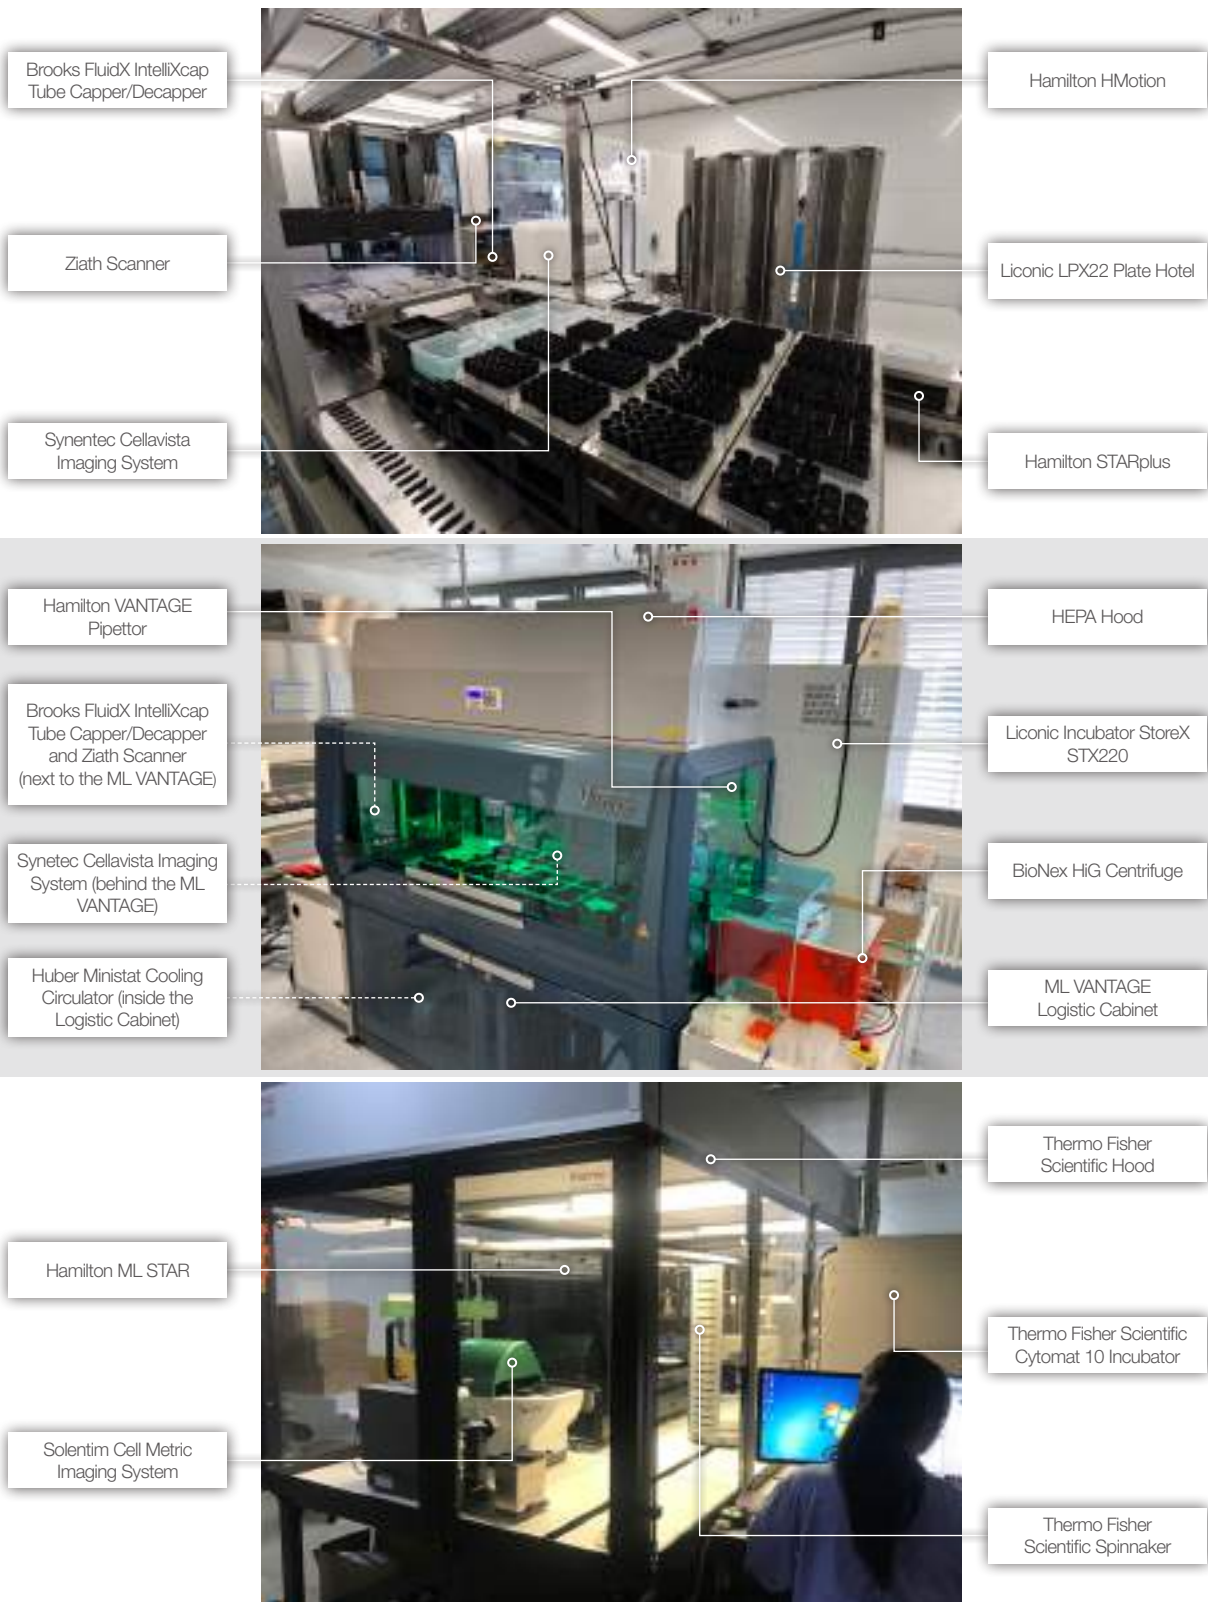 Brooks FluidX IntelliXcap
Tube Capper/Decapper
Hamilton HMotion
Ziath Scanner
Liconic LPX22 Plate Hotel
Synentec Cellavista
Imaging System
Hamilton STARplus
Hamilton VANTAGE
Pipettor
HEPA Hood
Brooks FluidX IntelliXcap
Tube Capper/Decapper
and Ziath Scanner
(next to the ML VANTAGE)
Liconic Incubator StoreX
STX220
Synetec Cellavista Imaging
System (behind the ML
VANTAGE)
BioNex HiG Centrifuge
Huber Ministat Cooling
Circulator (inside the
Logistic Cabinet)
ML VANTAGE
Logistic Cabinet
Thermo Fisher
Scientific Hood
Hamilton ML STAR
Thermo Fisher Scientific
Cytomat 10 Incubator
Solentim Cell Metric
Imaging System
Thermo Fisher
Scientific Spinnaker